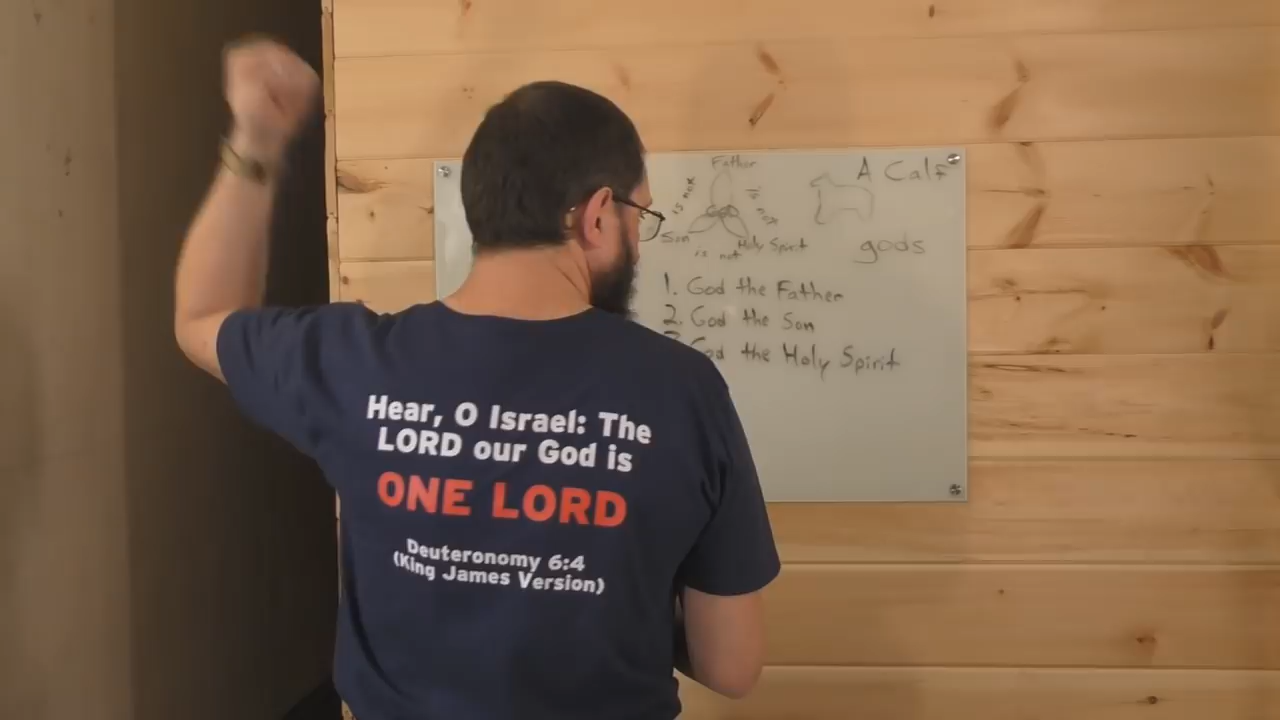 Father
A Calf
is not
is not
gods
Son
Holy Spirit
is not
1. God the Father
2. God the Son
God the Holy Spirit
Hear, O Israel: The
LORD our God is
ONE LORD
Deuteronomy 6:4
(King James Version)